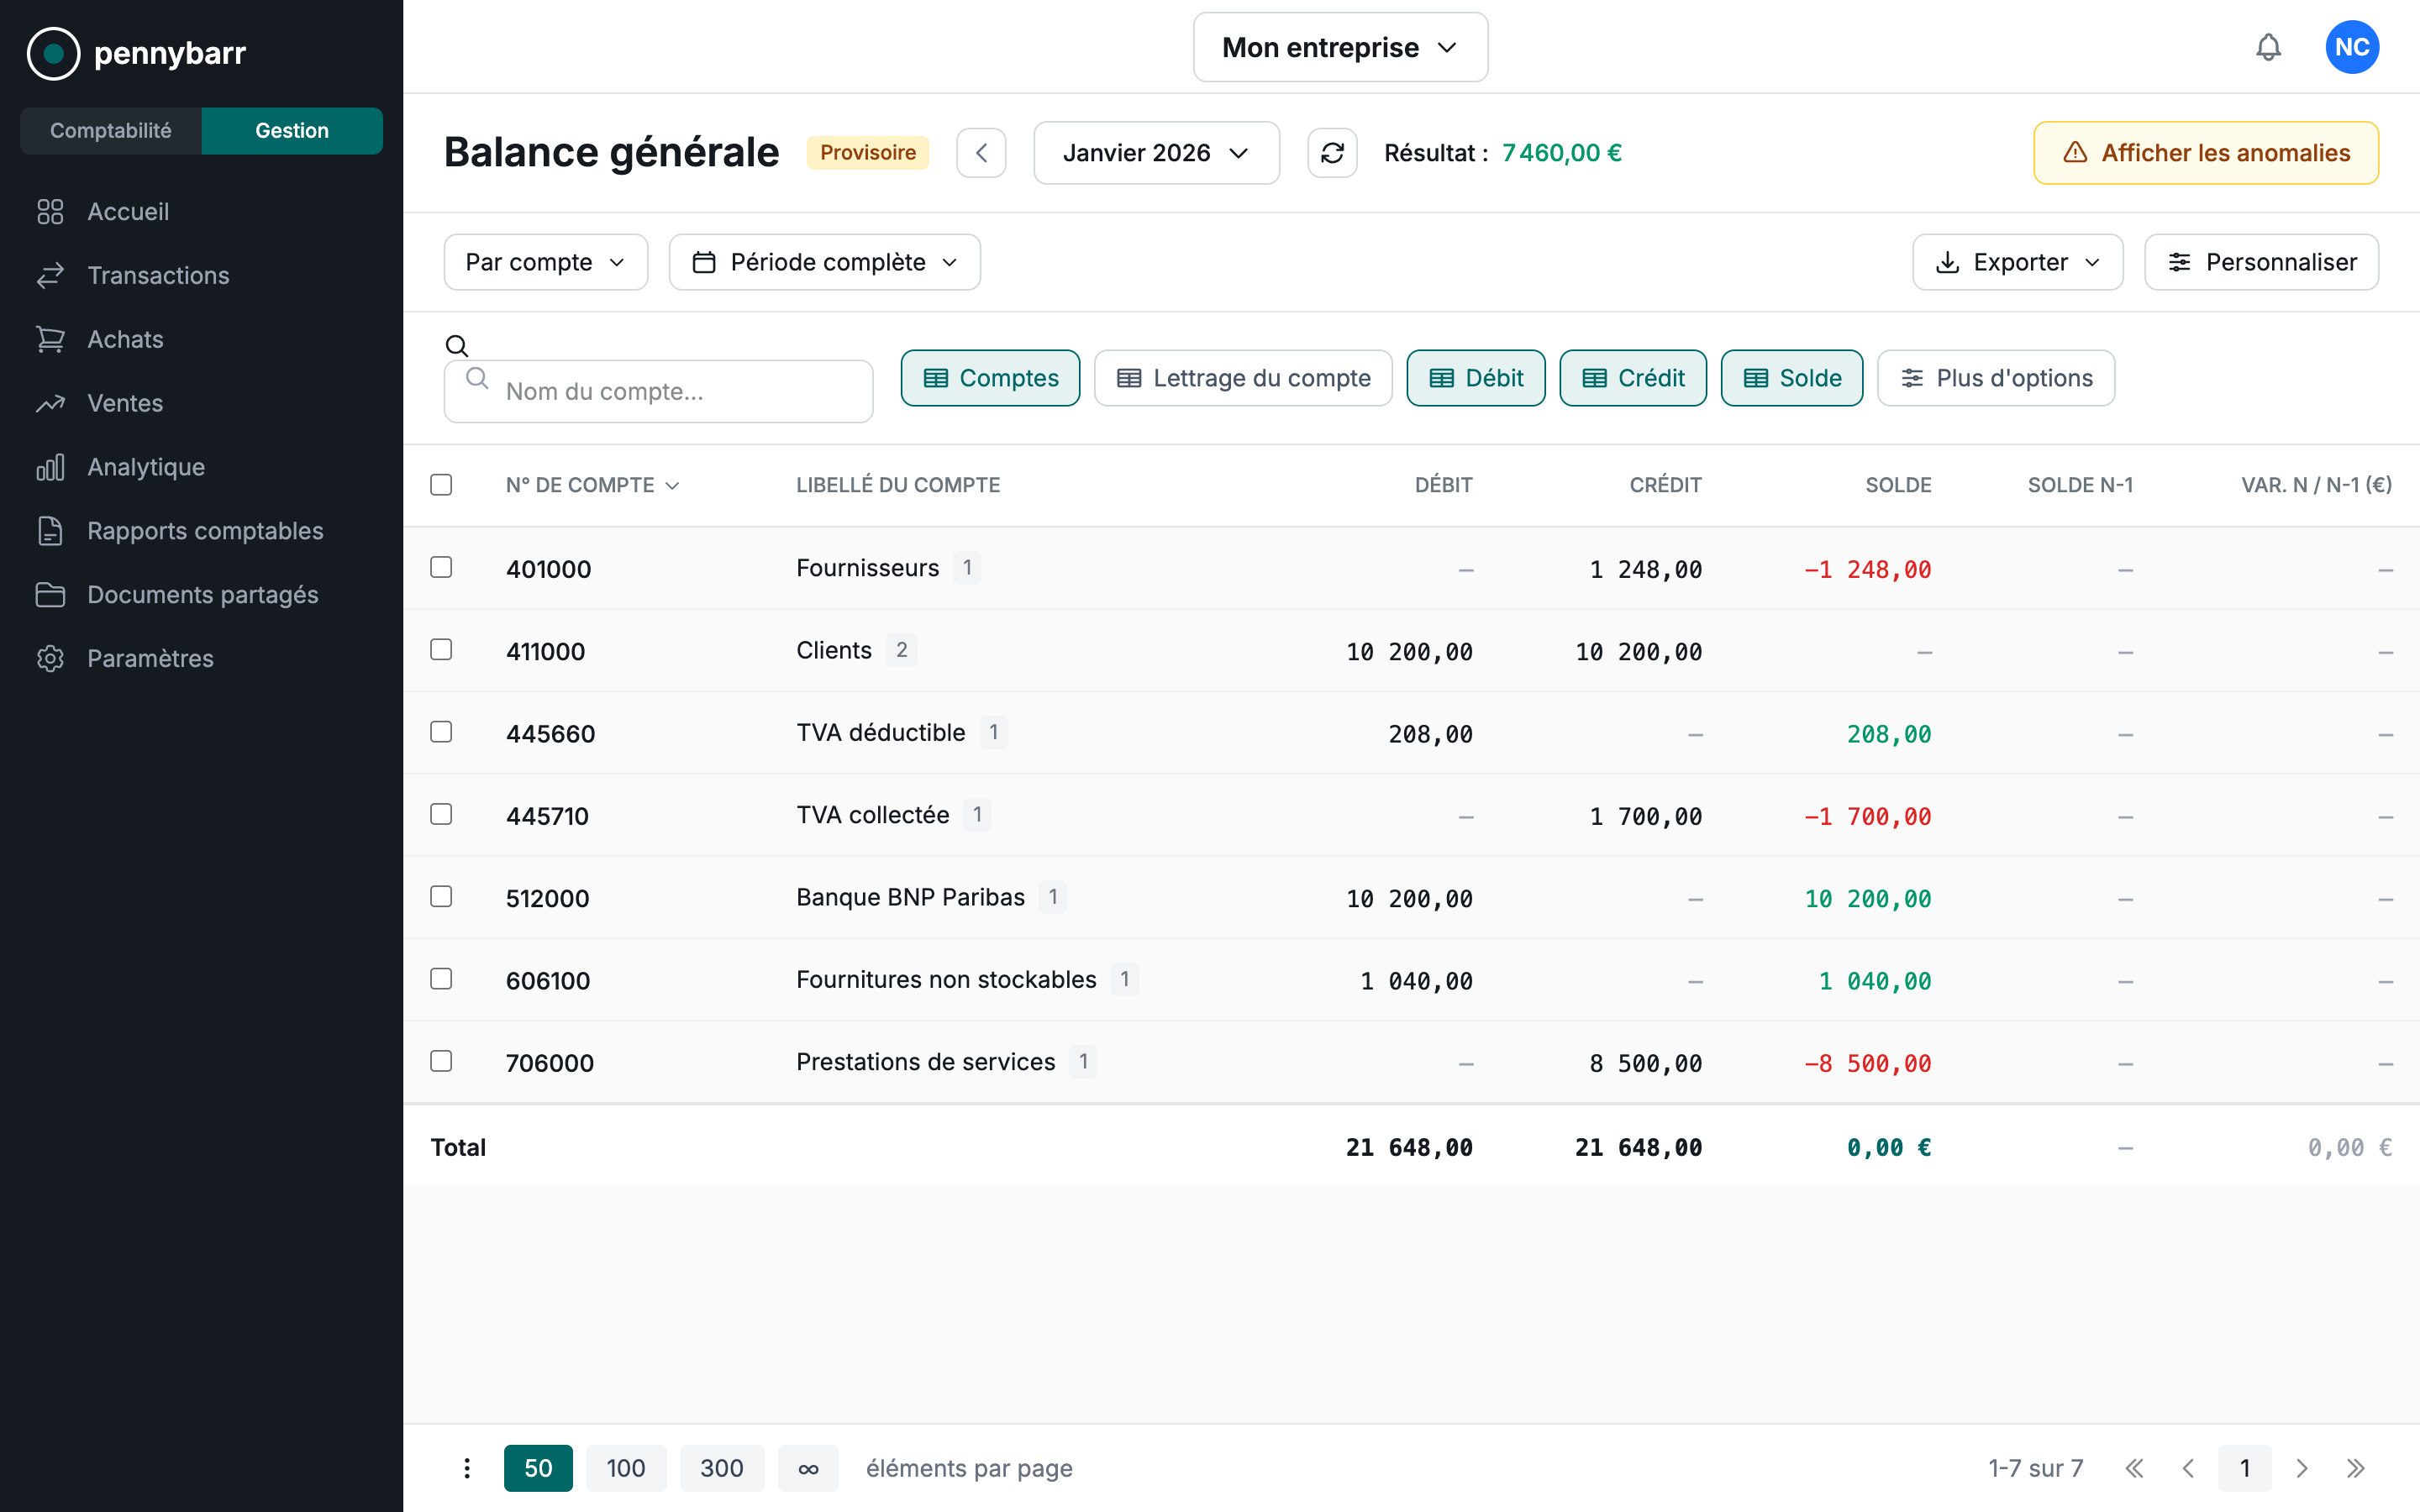 pennybarr
Mon entreprise
NC
Comptabilité Gestion
Accueil
Transactions
Achats
Ventes
Analytique
Rapports comptables
Documents partagés
Paramètres
Balance générale Provisoire Janvier 2026 Résultat : 7 460,00 € Afficher les anomalies
Par compte Période complète Exporter Personnaliser
Nom du compte... Comptes Lettrage du compte Débit Crédit Solde Plus d'options
N° DE COMPTE LIBELLÉ DU COMPTE DÉBIT CRÉDIT SOLDE SOLDE N-1 VAR. N / N-1 (€)
401000 Fournisseurs 1 – 1 248,00 −1 248,00 – –
411000 Clients 2 10 200,00 10 200,00 – – –
445660 TVA déductible 1 208,00 – 208,00 – –
445710 TVA collectée 1 – 1 700,00 −1 700,00 – –
512000 Banque BNP Paribas 1 10 200,00 – 10 200,00 – –
606100 Fournitures non stockables 1 1 040,00 – 1 040,00 – –
706000 Prestations de services 1 – 8 500,00 −8 500,00 – –
Total 21 648,00 21 648,00 0,00 € – 0,00 €
50 100 300 ∞ éléments par page 1-7 sur 7 1